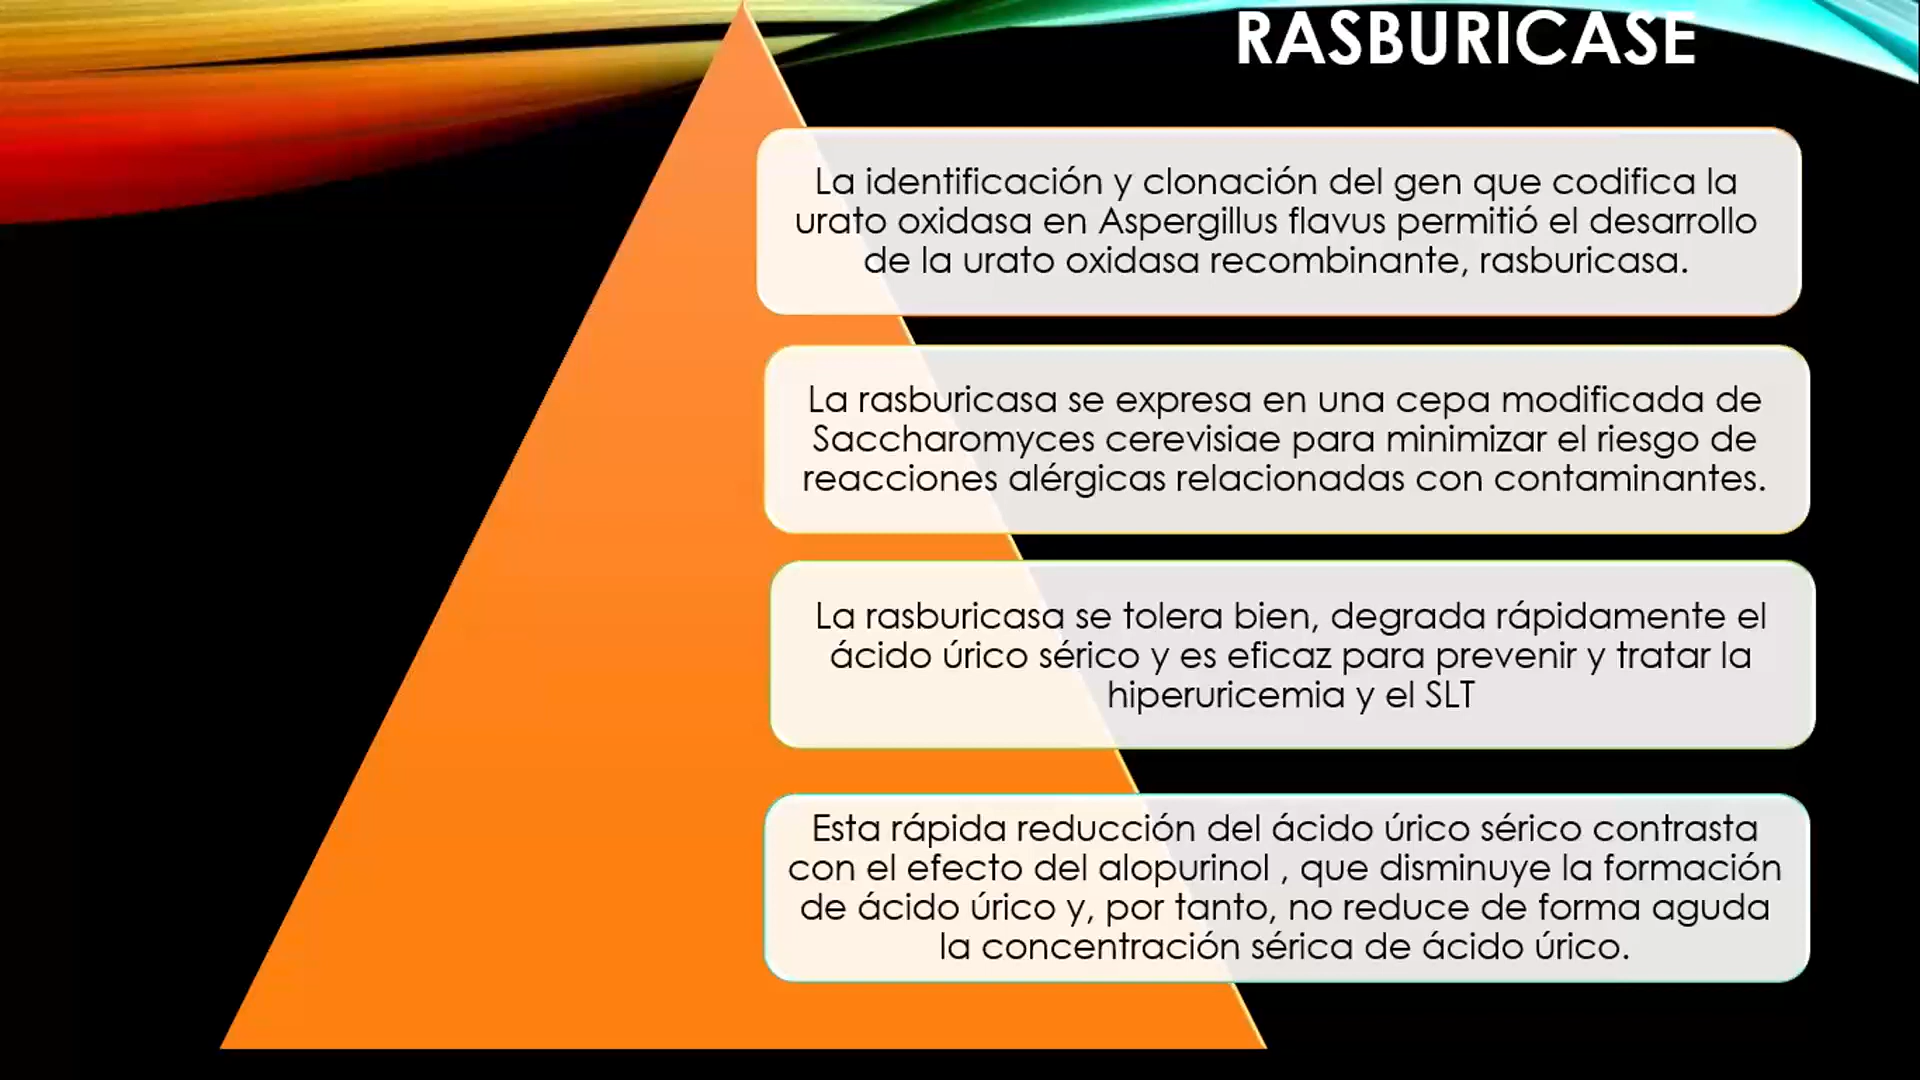 RASBURICASE
La identificación y clonación del gen que codifica la
urato oxidasa en Aspergillus flavus permitió el desarrollo
de la urato oxidasa recombinante, rasburicasa.
La rasburicasa se expresa en una cepa modificada de
Saccharomyces cerevisiae para minimizar el riesgo de
reacciones alérgicas relacionadas con contaminantes.
La rasburicasa se tolera bien, degrada rápidamente el
ácido úrico sérico y es eficaz para prevenir y tratar la
hiperuricemia y el SLT
Esta rápida reducción del ácido úrico sérico contrasta
con el efecto del alopurinol , que disminuye la formación
de ácido úrico y, por tanto, no reduce de forma aguda
la concentración sérica de ácido úrico.